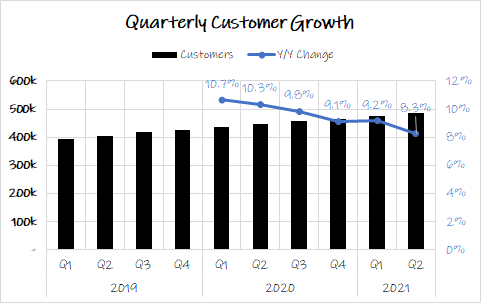 Quarterly Customer Growth
Customers Y/Y Change
600k 12%
500k 10%
400k 8%
300k 6%
200k 4%
100k 2%
- 0%
10.7% 10.3% 9.8% 9.1% 9.2% 8.3%
Q1 Q2 Q3 Q4 Q1 Q2 Q3 Q4 Q1 Q2
2019 2020 2021